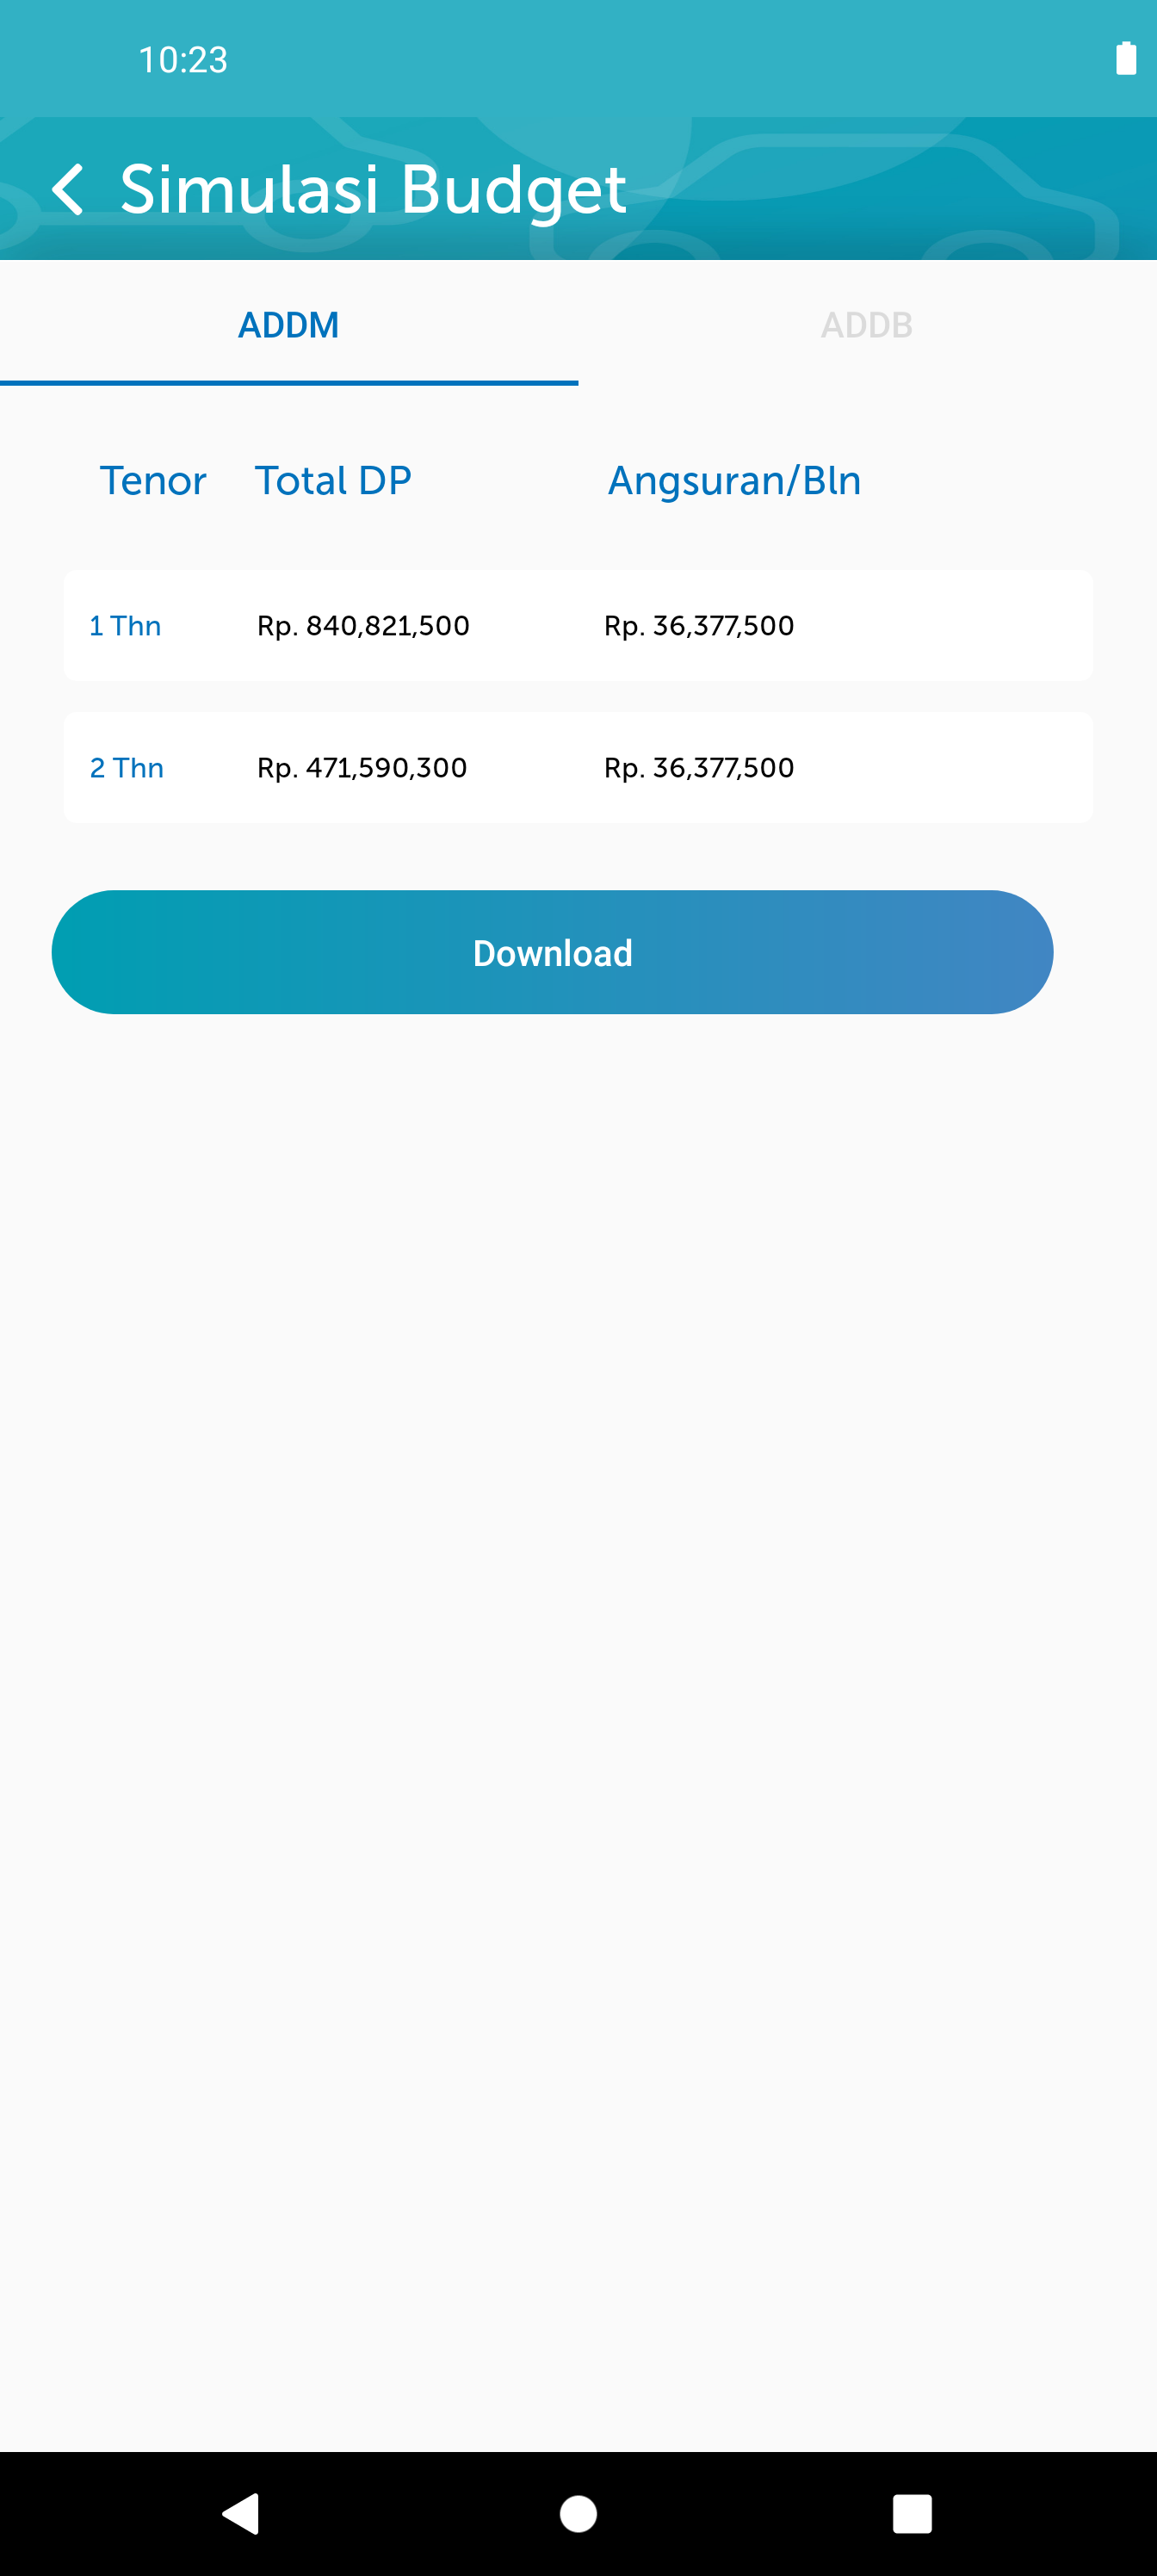 10:23
Simulasi Budget
ADDM ADDB
Tenor Total DP Angsuran/Bln
1 Thn Rp. 840,821,500 Rp. 36,377,500
2 Thn Rp. 471,590,300 Rp. 36,377,500
Download